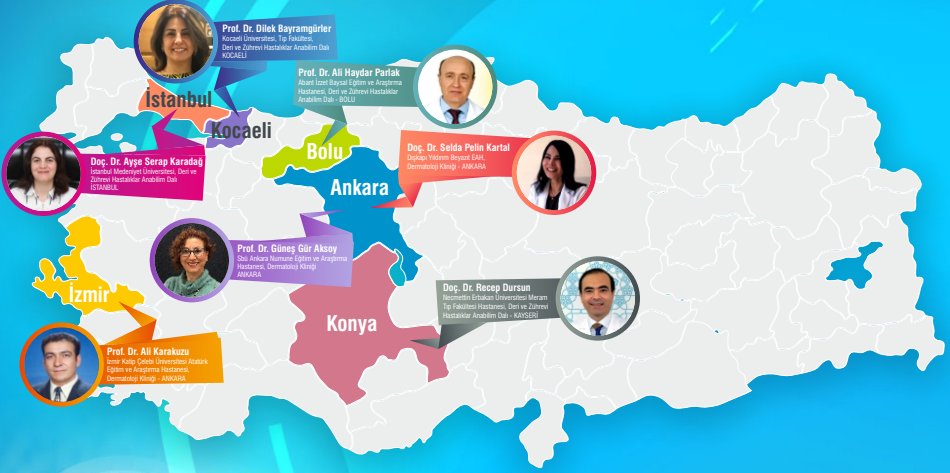 Prof. Dr. Dilek Bayramgürler
Kocaeli Üniversitesi, Tıp Fakültesi,
Deri ve Zührevi Hastalıklar Anabilim Dalı
KOCAELİ
Prof. Dr. Ali Haydar Parlak
Abant İzzet Baysal Eğitim ve Araştırma
Hastanesi, Deri ve Zührevi Hastalıklar
Anabilim Dalı - BOLU
İstanbul
Kocaeli
Bolu
Doç. Dr. Selda Pelin Kartal
Dışkapı Yıldırım Beyazıt EAH,
Dermatoloji Kliniği - ANKARA
Doç. Dr. Ayşe Serap Karadağ
İstanbul Medeniyet Üniversitesi, Deri ve
Zührevi Hastalıklar Anabilim Dalı
İSTANBUL
Ankara
Prof. Dr. Güneş Gür Aksoy
Sbü Ankara Numune Eğitim ve Araştırma
Hastanesi, Dermatoloji Kliniği
ANKARA
İzmir
Doç. Dr. Recep Dursun
Necmettin Erbakan Üniversitesi Meram
Tıp Fakültesi Hastanesi, Deri ve Zührevi
Hastalıklar Anabilim Dalı - KAYSERİ
Konya
Prof. Dr. Ali Karakuzu
İzmir Katip Çelebi Üniversitesi Atatürk
Eğitim ve Araştırma Hastanesi,
Dermatoloji Kliniği - ANKARA